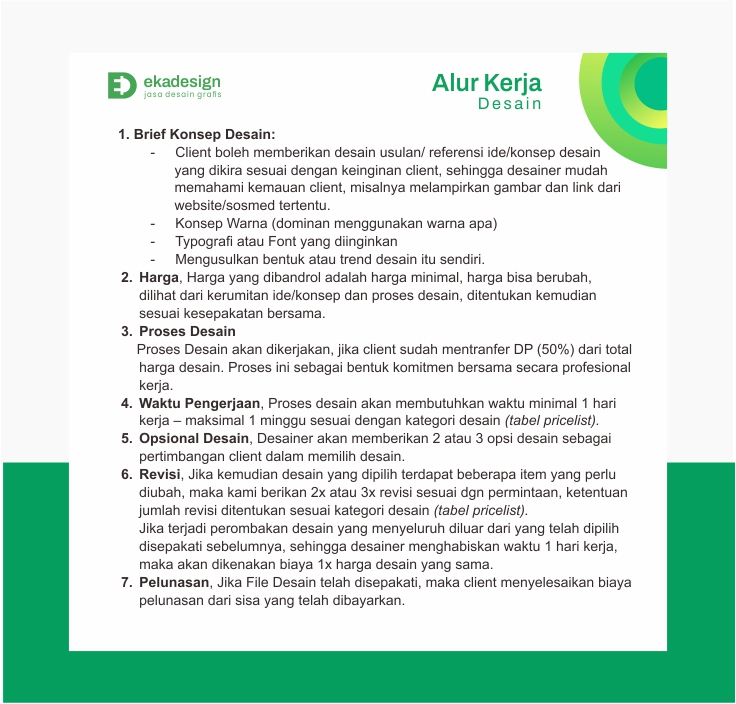 ekadesign
jasa desain grafis
Alur Kerja
Desain
1. Brief Konsep Desain:
- Client boleh memberikan desain usulan/ referensi ide/konsep desain
yang dikira sesuai dengan keinginan client, sehingga desainer mudah
memahami kemauan client, misalnya melampirkan gambar dan link dari
website/sosmed tertentu.
- Konsep Warna (dominan menggunakan warna apa)
- Typografi atau Font yang diinginkan
- Mengusulkan bentuk atau trend desain itu sendiri.
2. Harga, Harga yang dibandrol adalah harga minimal, harga bisa berubah,
dilihat dari kerumitan ide/konsep dan proses desain, ditentukan kemudian
sesuai kesepakatan bersama.
3. Proses Desain
Proses Desain akan dikerjakan, jika client sudah mentranfer DP (50%) dari total
harga desain. Proses ini sebagai bentuk komitmen bersama secara profesional
kerja.
4. Waktu Pengerjaan, Proses desain akan membutuhkan waktu minimal 1 hari
kerja – maksimal 1 minggu sesuai dengan kategori desain (tabel pricelist).
5. Opsional Desain, Desainer akan memberikan 2 atau 3 opsi desain sebagai
pertimbangan client dalam memilih desain.
6. Revisi, Jika kemudian desain yang dipilih terdapat beberapa item yang perlu
diubah, maka kami berikan 2x atau 3x revisi sesuai dgn permintaan, ketentuan
jumlah revisi ditentukan sesuai kategori desain (tabel pricelist).
Jika terjadi perombakan desain yang menyeluruh diluar dari yang telah dipilih
disepakati sebelumnya, sehingga desainer menghabiskan waktu 1 hari kerja,
maka akan dikenakan biaya 1x harga desain yang sama.
7. Pelunasan, Jika File Desain telah disepakati, maka client menyelesaikan biaya
pelunasan dari sisa yang telah dibayarkan.